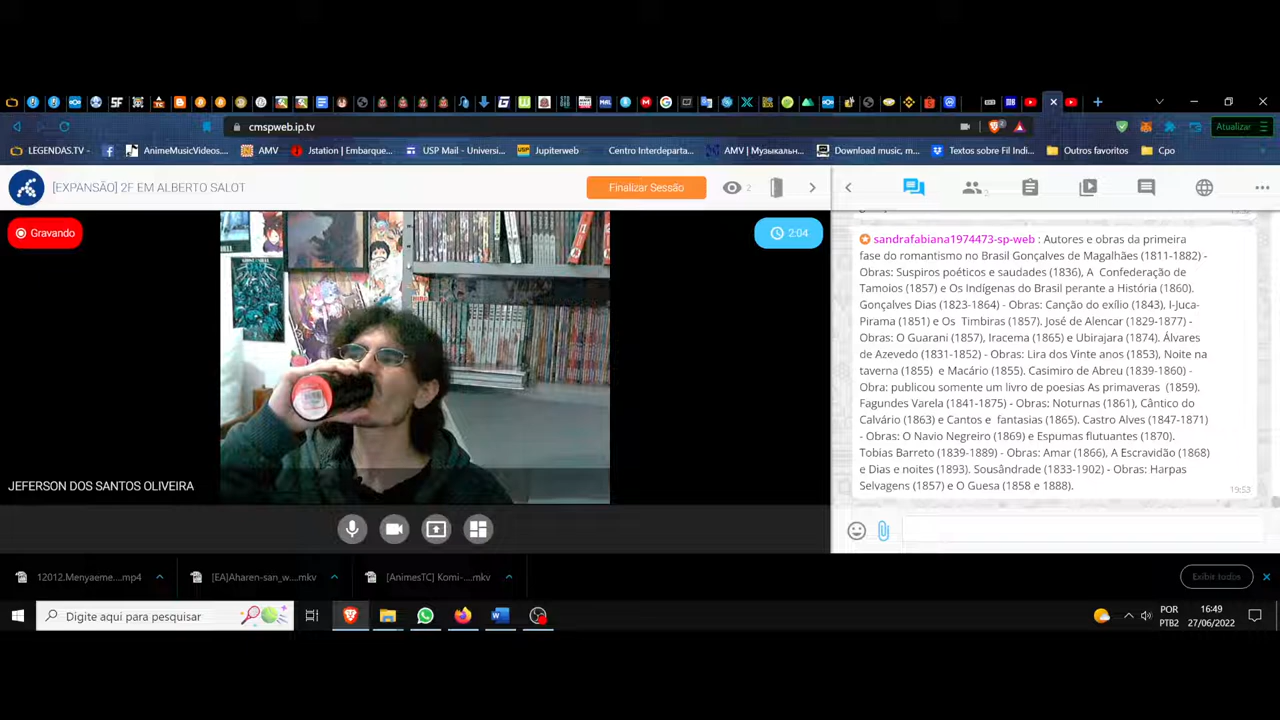 cmspweb.ip.tv
Atualizar
LEGENDAS.TV -
AnimeMusicVideos...
AMV
Jstation | Embarque...
USP Mail - Universi...
Jupiterweb
Centro Interdeparta...
AMV | Музыкальн...
Download music, m...
Textos sobre Fil Indi...
Outros favoritos
Cpo
[EXPANSÃO] 2F EM ALBERTO SALOT
Finalizar Sessão
2
2
Gravando
2:04
JEFERSON DOS SANTOS OLIVEIRA
sandrafabiana1974473-sp-web : Autores e obras da primeira
fase do romantismo no Brasil Gonçalves de Magalhães (1811-1882) -
Obras: Suspiros poéticos e saudades (1836), A Confederação de
Tamoios (1857) e Os Indígenas do Brasil perante a História (1860).
Gonçalves Dias (1823-1864) - Obras: Canção do exílio (1843). I-Juca-
Pirama (1851) e Os Timbiras (1857). José de Alencar (1829-1877) -
Obras: O Guarani (1857), Iracema (1865) e Ubirajara (1874). Álvares
de Azevedo (1831-1852) - Obras: Lira dos Vinte anos (1853), Noite na
taverna (1855) e Macário (1855). Casimiro de Abreu (1839-1860) -
Obra: publicou somente um livro de poesias As primaveras (1859).
Fagundes Varela (1841-1875) - Obras: Noturnas (1861), Cântico do
Calvário (1863) e Cantos e fantasias (1865). Castro Alves (1847-1871)
- Obras: O Navio Negreiro (1869) e Espumas flutuantes (1870).
Tobias Barreto (1839-1889) - Obras: Amar (1866), A Escravidão (1868)
e Dias e noites (1893). Sousândrade (1833-1902) - Obras: Harpas
Selvagens (1857) e O Guesa (1858 e 1888).
19:53
12012.Menyaeme....mp4
[EA]Aharen-san_w....mkv
[AnimesTC] Komi-....mkv
Exibir todos
Digite aqui para pesquisar
POR
PTB2
16:49
27/06/2022